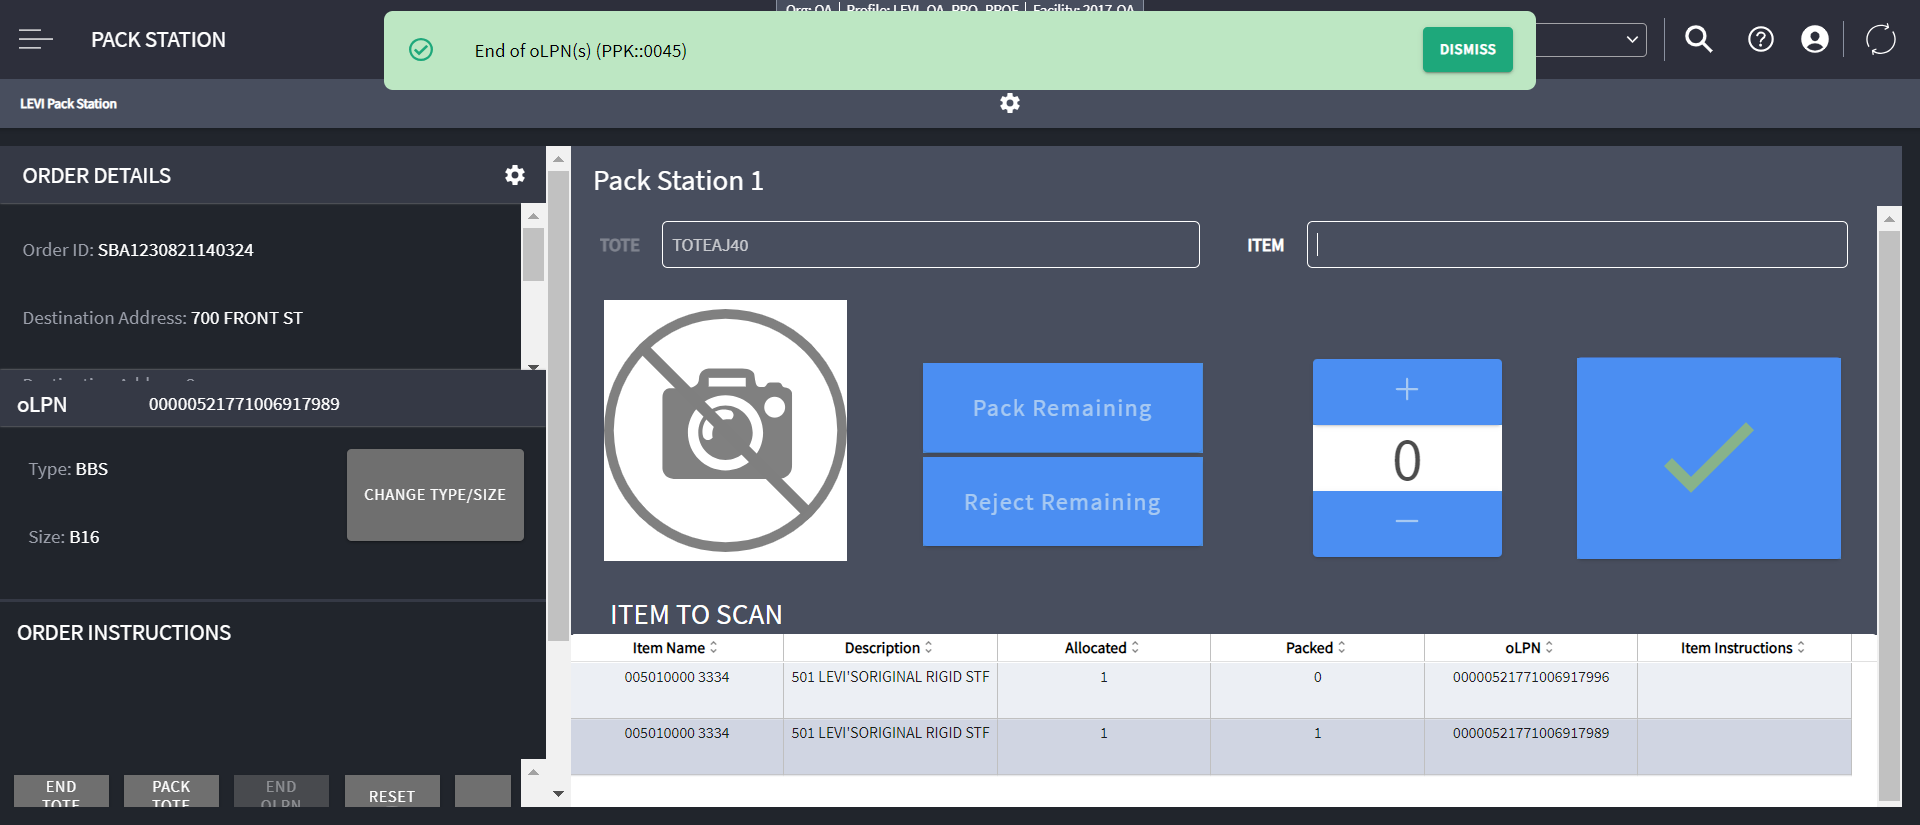 Org: QA | Profile: LEVI_QA_PRO_PROF | Facility: 2017-QA
PACK STATION
End of oLPN(s) (PPK::0045)
DISMISS
LEVI Pack Station
ORDER DETAILS
Order ID: SBA1230821140324
Destination Address: 700 FRONT ST
oLPN 00000521771006917989
Type: BBS
CHANGE TYPE/SIZE
Size: B16
ORDER INSTRUCTIONS
END TOTE
PACK TOTE
END OLPN
RESET
Pack Station 1
TOTE TOTEAJ40 ITEM
Pack Remaining
Reject Remaining
+
0
−
ITEM TO SCAN
Item Name Description Allocated Packed oLPN Item Instructions
005010000 3334 501 LEVI'SORIGINAL RIGID STF 1 0 00000521771006917996
005010000 3334 501 LEVI'SORIGINAL RIGID STF 1 1 00000521771006917989